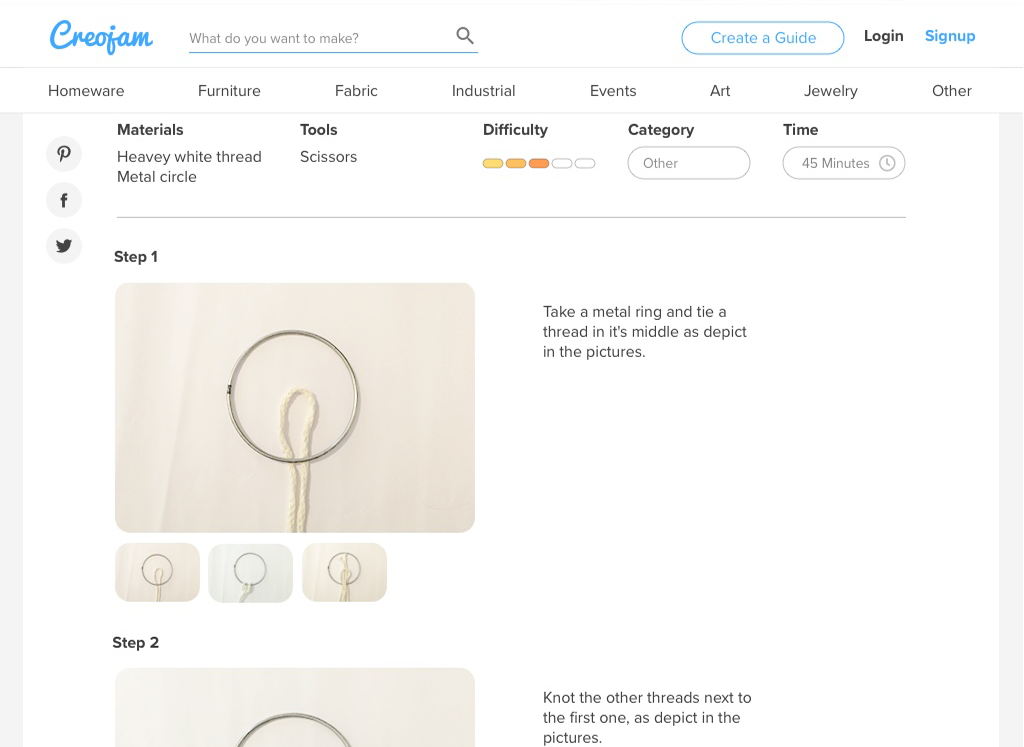 Creojam
What do you want to make?
Create a Guide
Login
Signup
Homeware
Furniture
Fabric
Industrial
Events
Art
Jewelry
Other
Materials
Heavey white thread
Metal circle
Tools
Scissors
Difficulty
Category
Other
Time
45 Minutes
Step 1
Take a metal ring and tie a
thread in it's middle as depict
in the pictures.
Step 2
Knot the other threads next to
the first one, as depict in the
pictures.